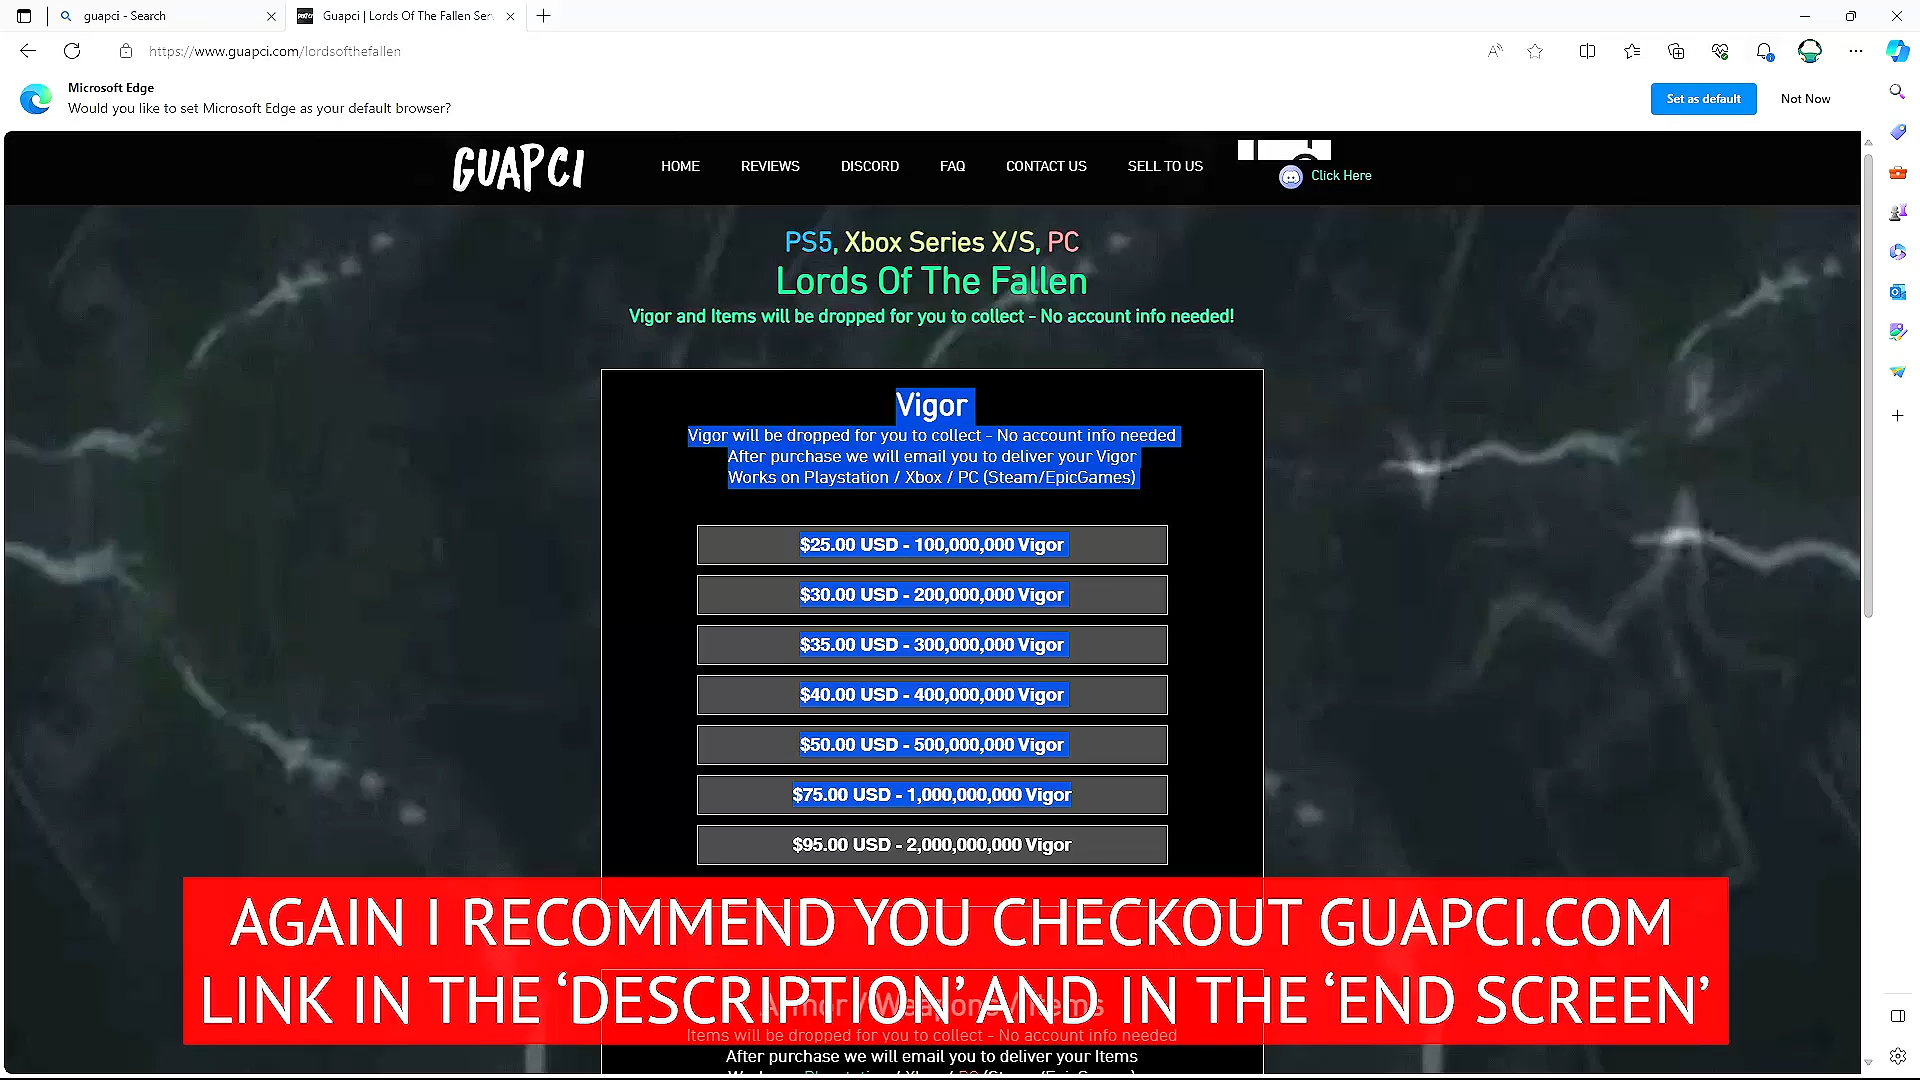 guapci - Search
Guapci | Lords Of The Fallen Ser
https://www.guapci.com/lordsofthefallen
Microsoft Edge
Would you like to set Microsoft Edge as your default browser?
Set as default
Not Now
GUAPCI
HOME
REVIEWS
DISCORD
FAQ
CONTACT US
SELL TO US
Click Here
PS5, Xbox Series X/S, PC
Lords Of The Fallen
Vigor and Items will be dropped for you to collect - No account info needed!
Vigor
Vigor will be dropped for you to collect - No account info needed
After purchase we will email you to deliver your Vigor
Works on Playstation / Xbox / PC (Steam/EpicGames)
$25.00 USD - 100,000,000 Vigor
$30.00 USD - 200,000,000 Vigor
$35.00 USD - 300,000,000 Vigor
$40.00 USD - 400,000,000 Vigor
$50.00 USD - 500,000,000 Vigor
$75.00 USD - 1,000,000,000 Vigor
$95.00 USD - 2,000,000,000 Vigor
AGAIN I RECOMMEND YOU CHECKOUT GUAPCI.COM
LINK IN THE ‘DESCRIPTION’ AND IN THE ‘END SCREEN’
Armor / Weapons / Items
Items will be dropped for you to collect - No account info needed
After purchase we will email you to deliver your Items